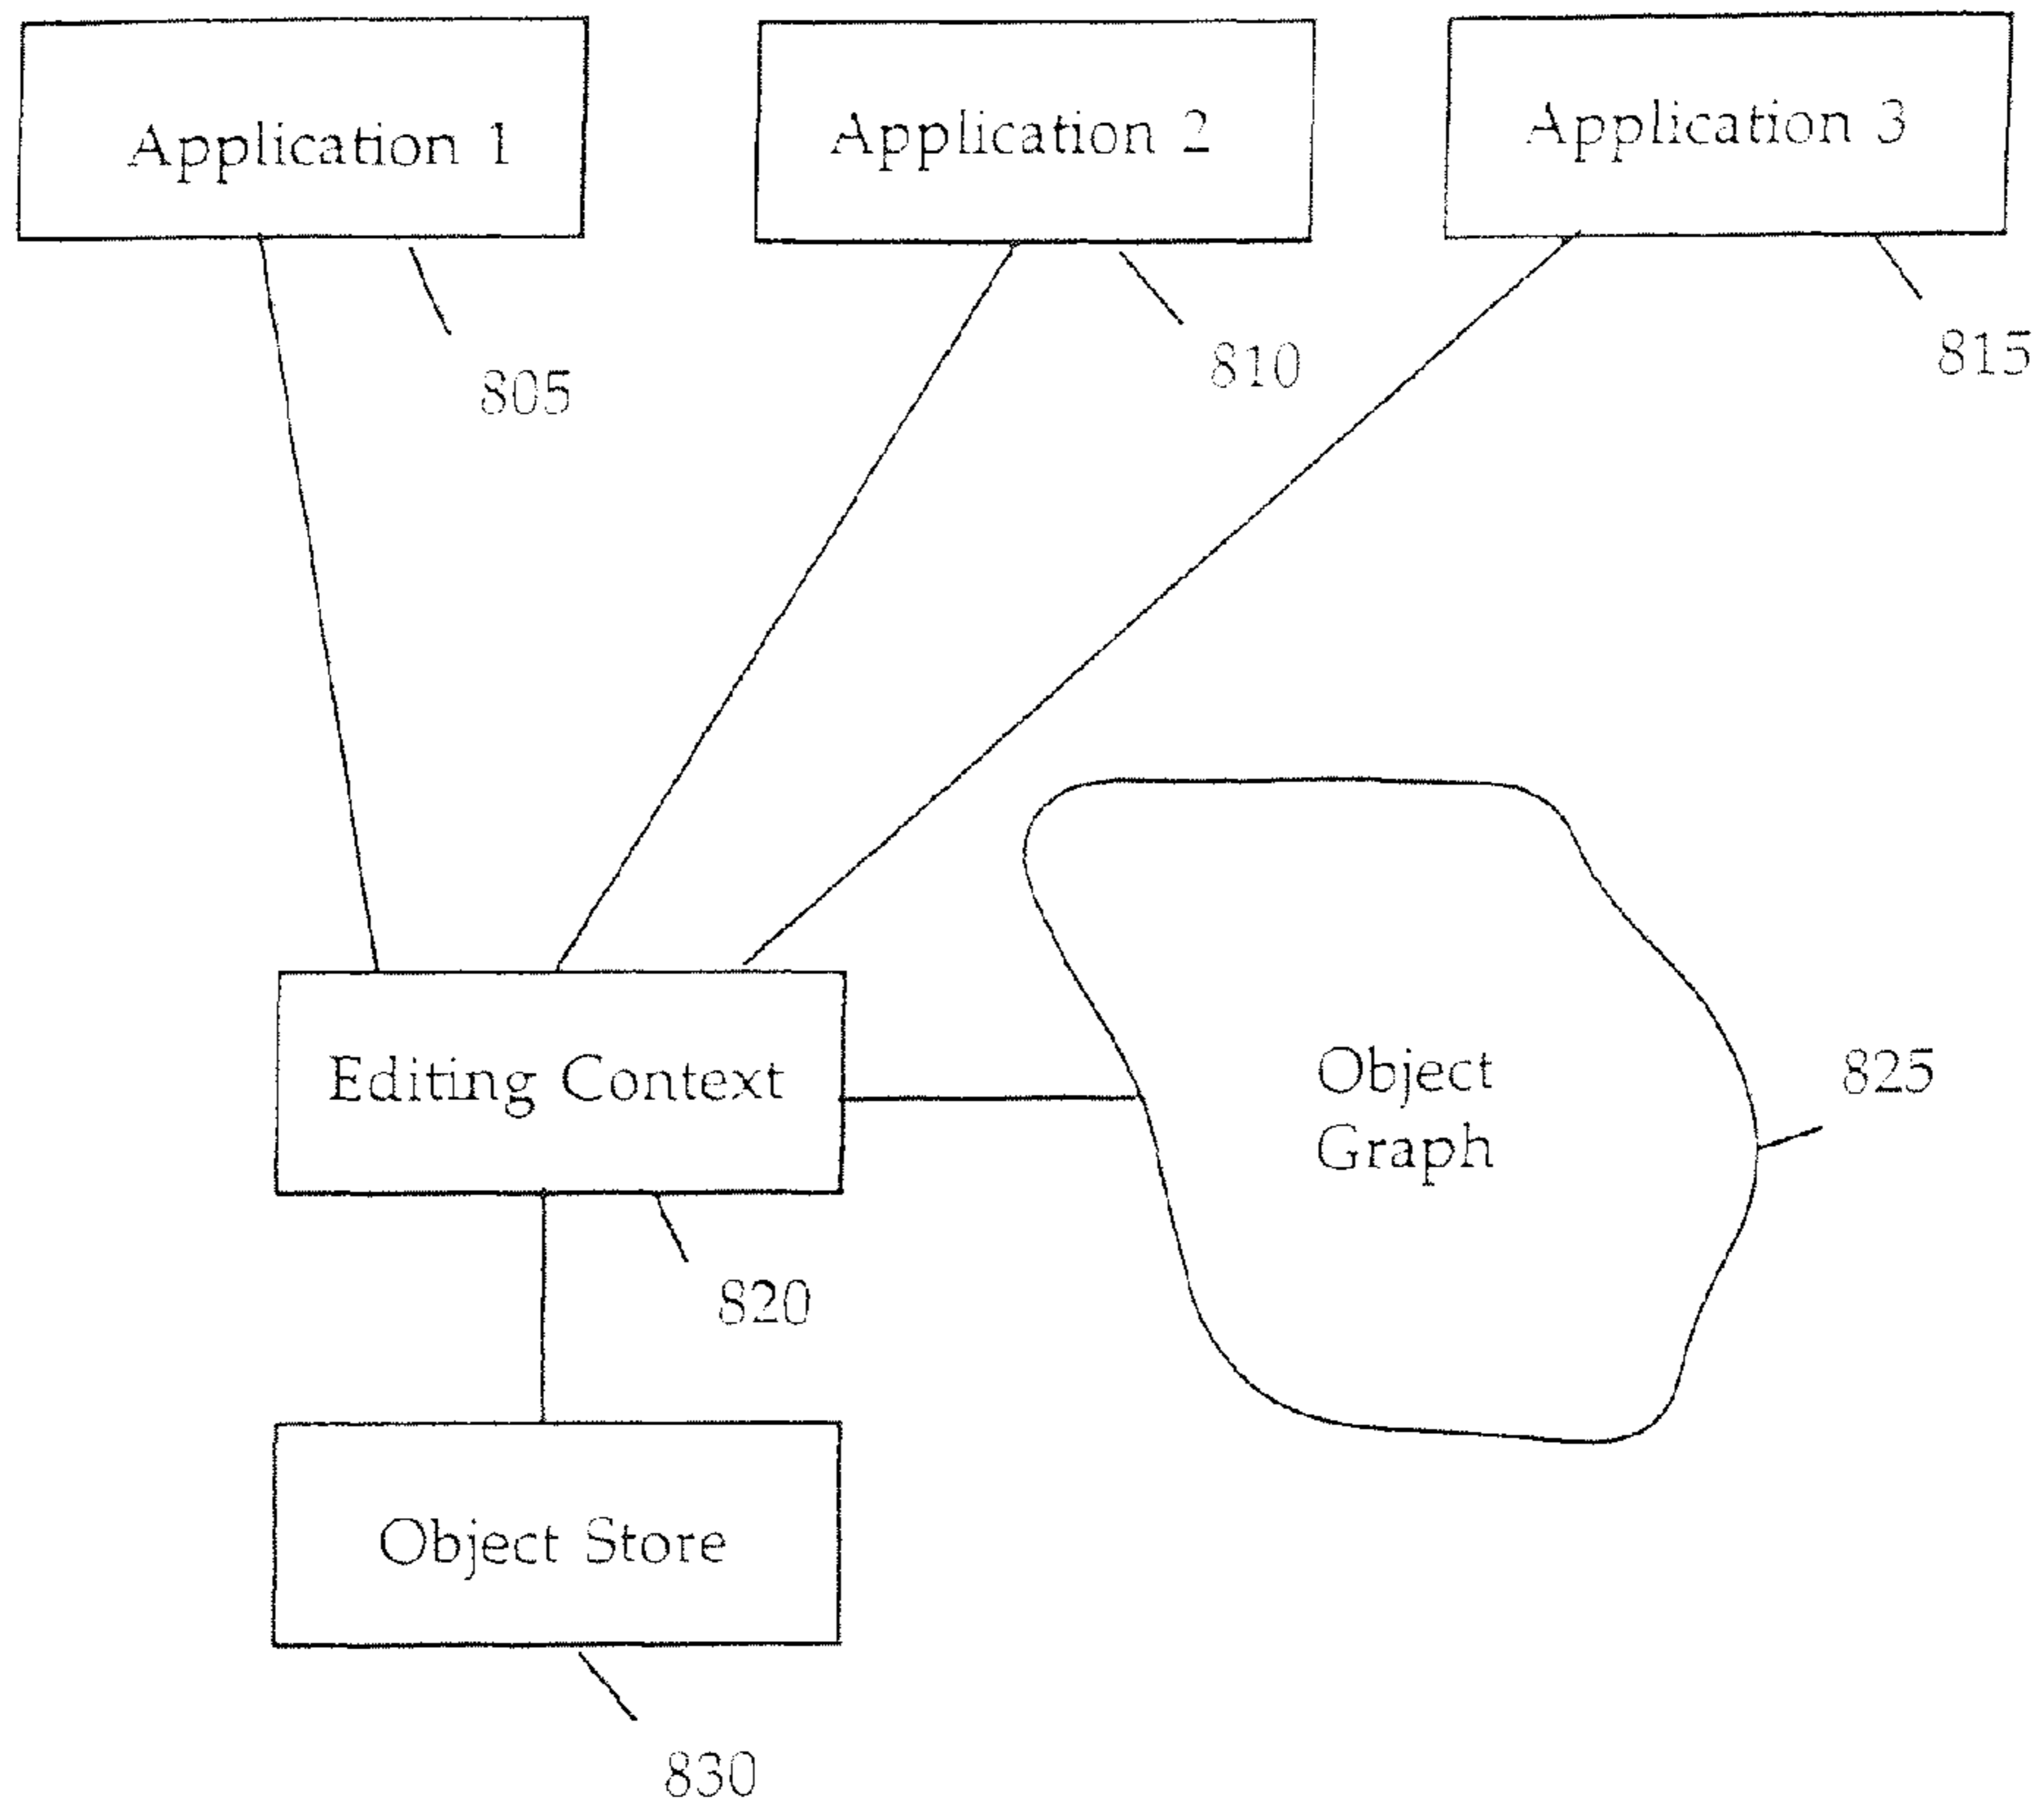 Application 1
Application 2
Application 3
805
810
815
Editing Context
Object
Graph
825
820
Object Store
830